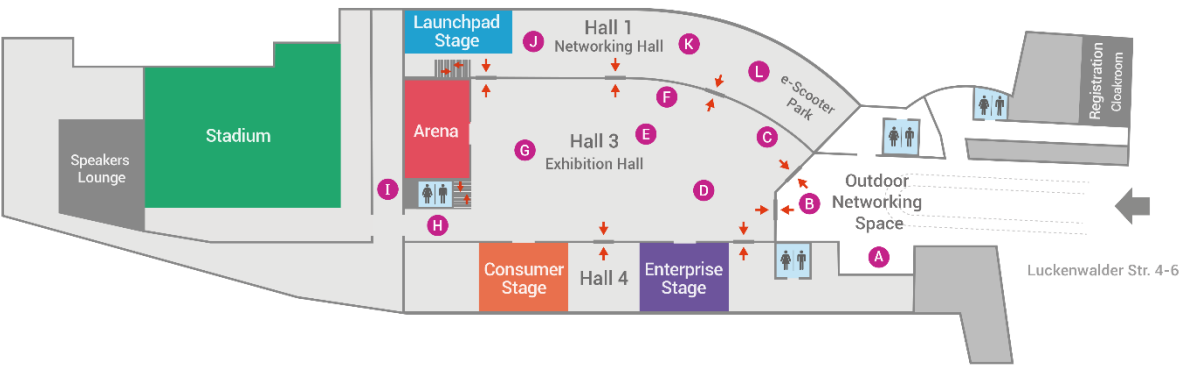 Launchpad
Stage
Hall 1
Networking Hall
J
K
L
e-Scooter
Park
Registration
Cloakroom
Stadium
Arena
Speakers
Lounge
F
E
G
C
Hall 3
Exhibition Hall
I
D
H
B
Outdoor
Networking
Space
A
Consumer
Stage
Hall 4
Enterprise
Stage
Luckenwalder Str. 4-6